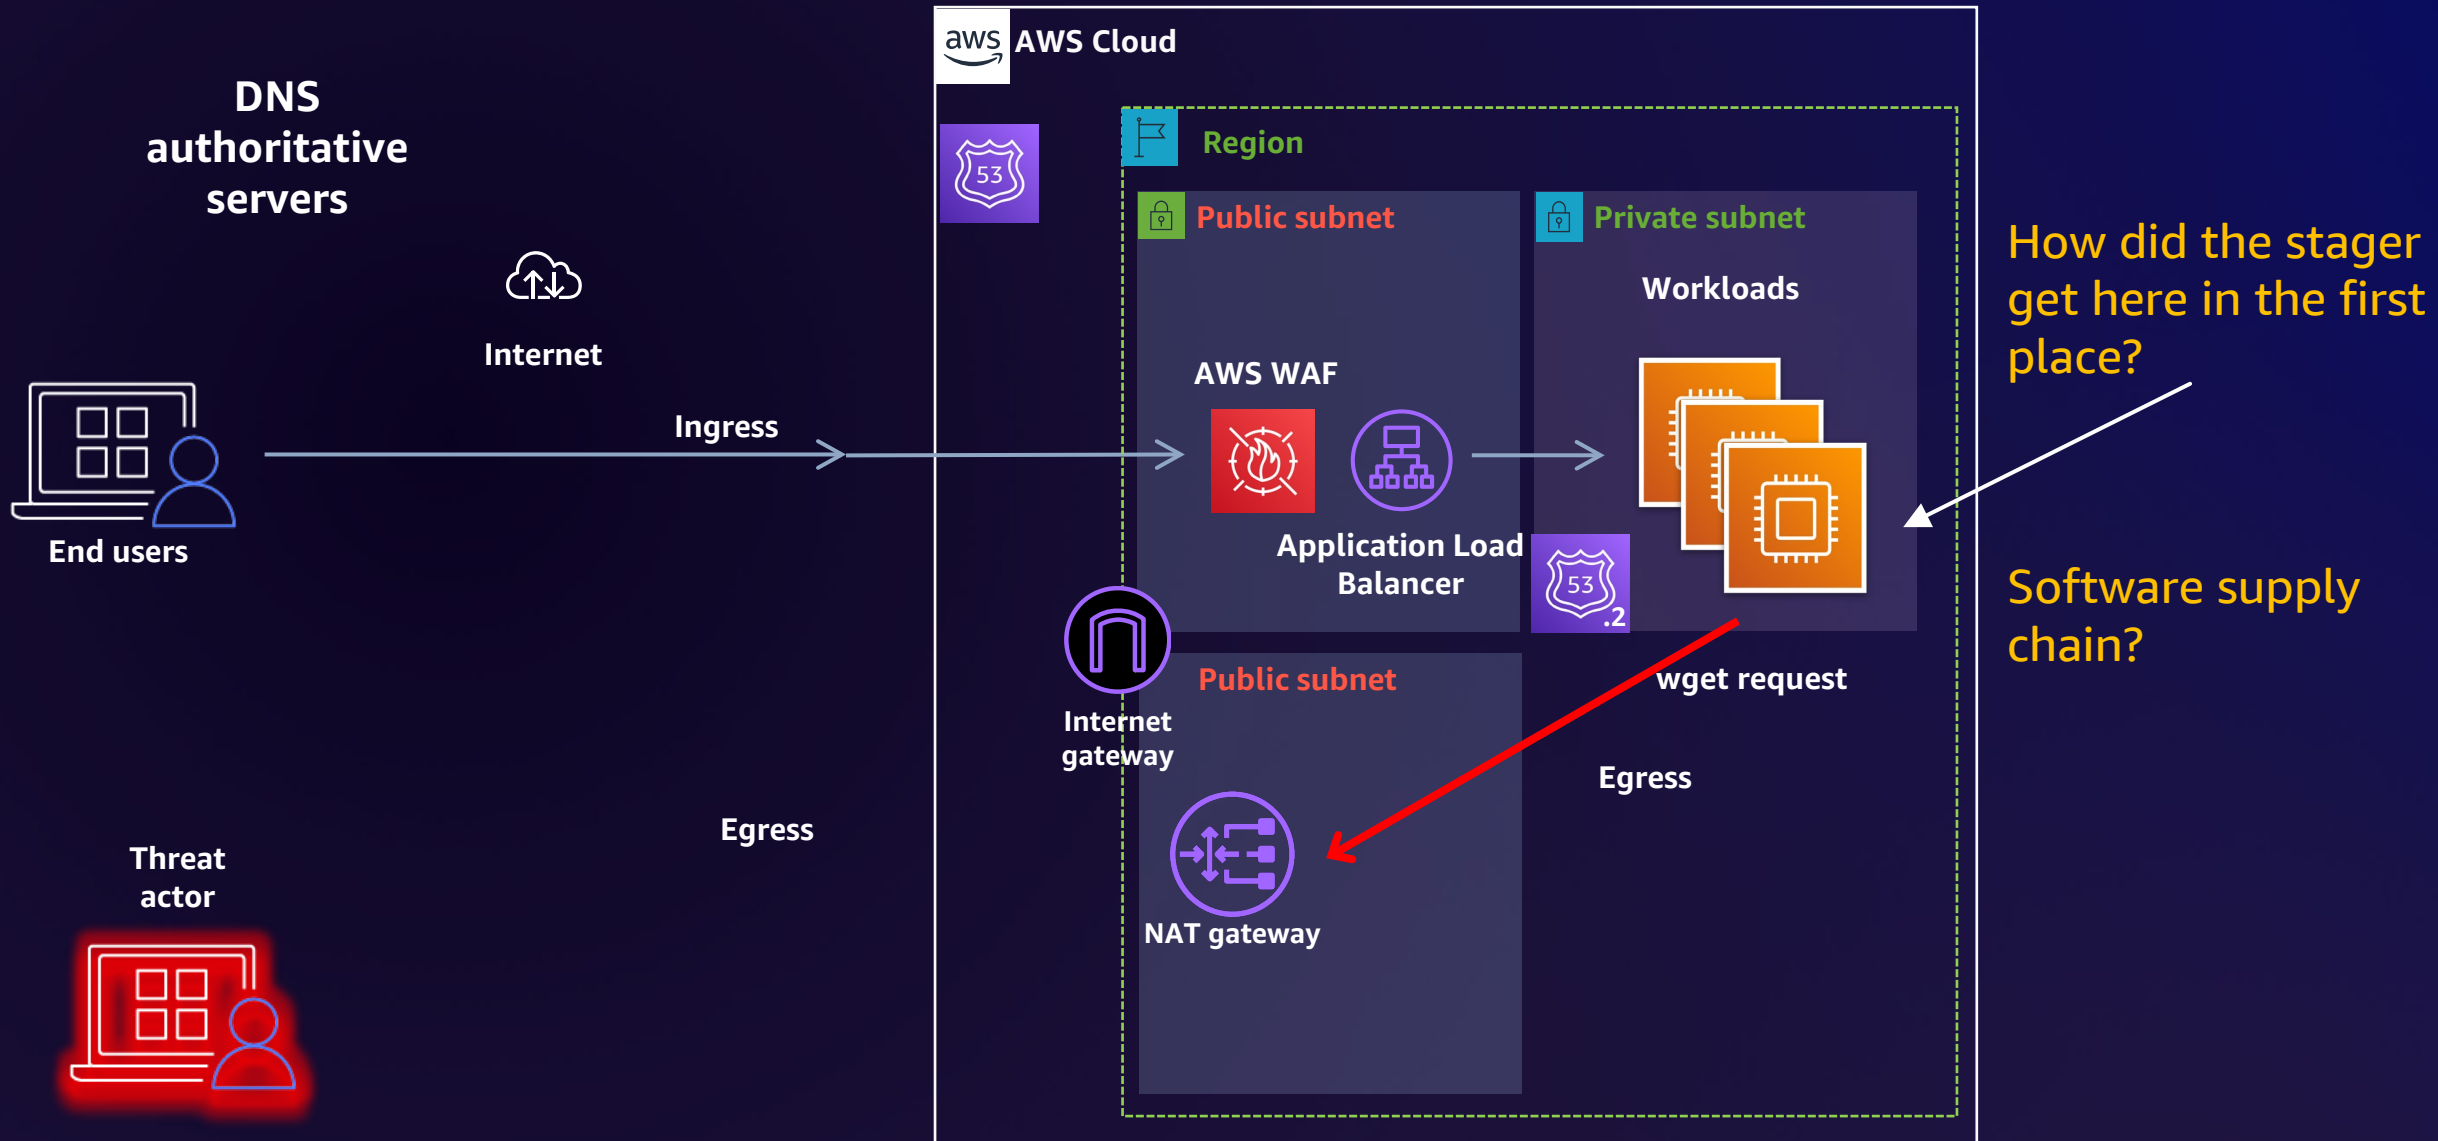 aws
AWS Cloud
DNS
authoritative
servers
53
Region
Public subnet
Private subnet
Workloads
How did the stager
get here in the first
place?
Internet
AWS WAF
Ingress
End users
Application Load
Balancer
53
.2
Software supply
chain?
Public subnet
wget request
Internet
gateway
Egress
Egress
Threat
actor
NAT gateway